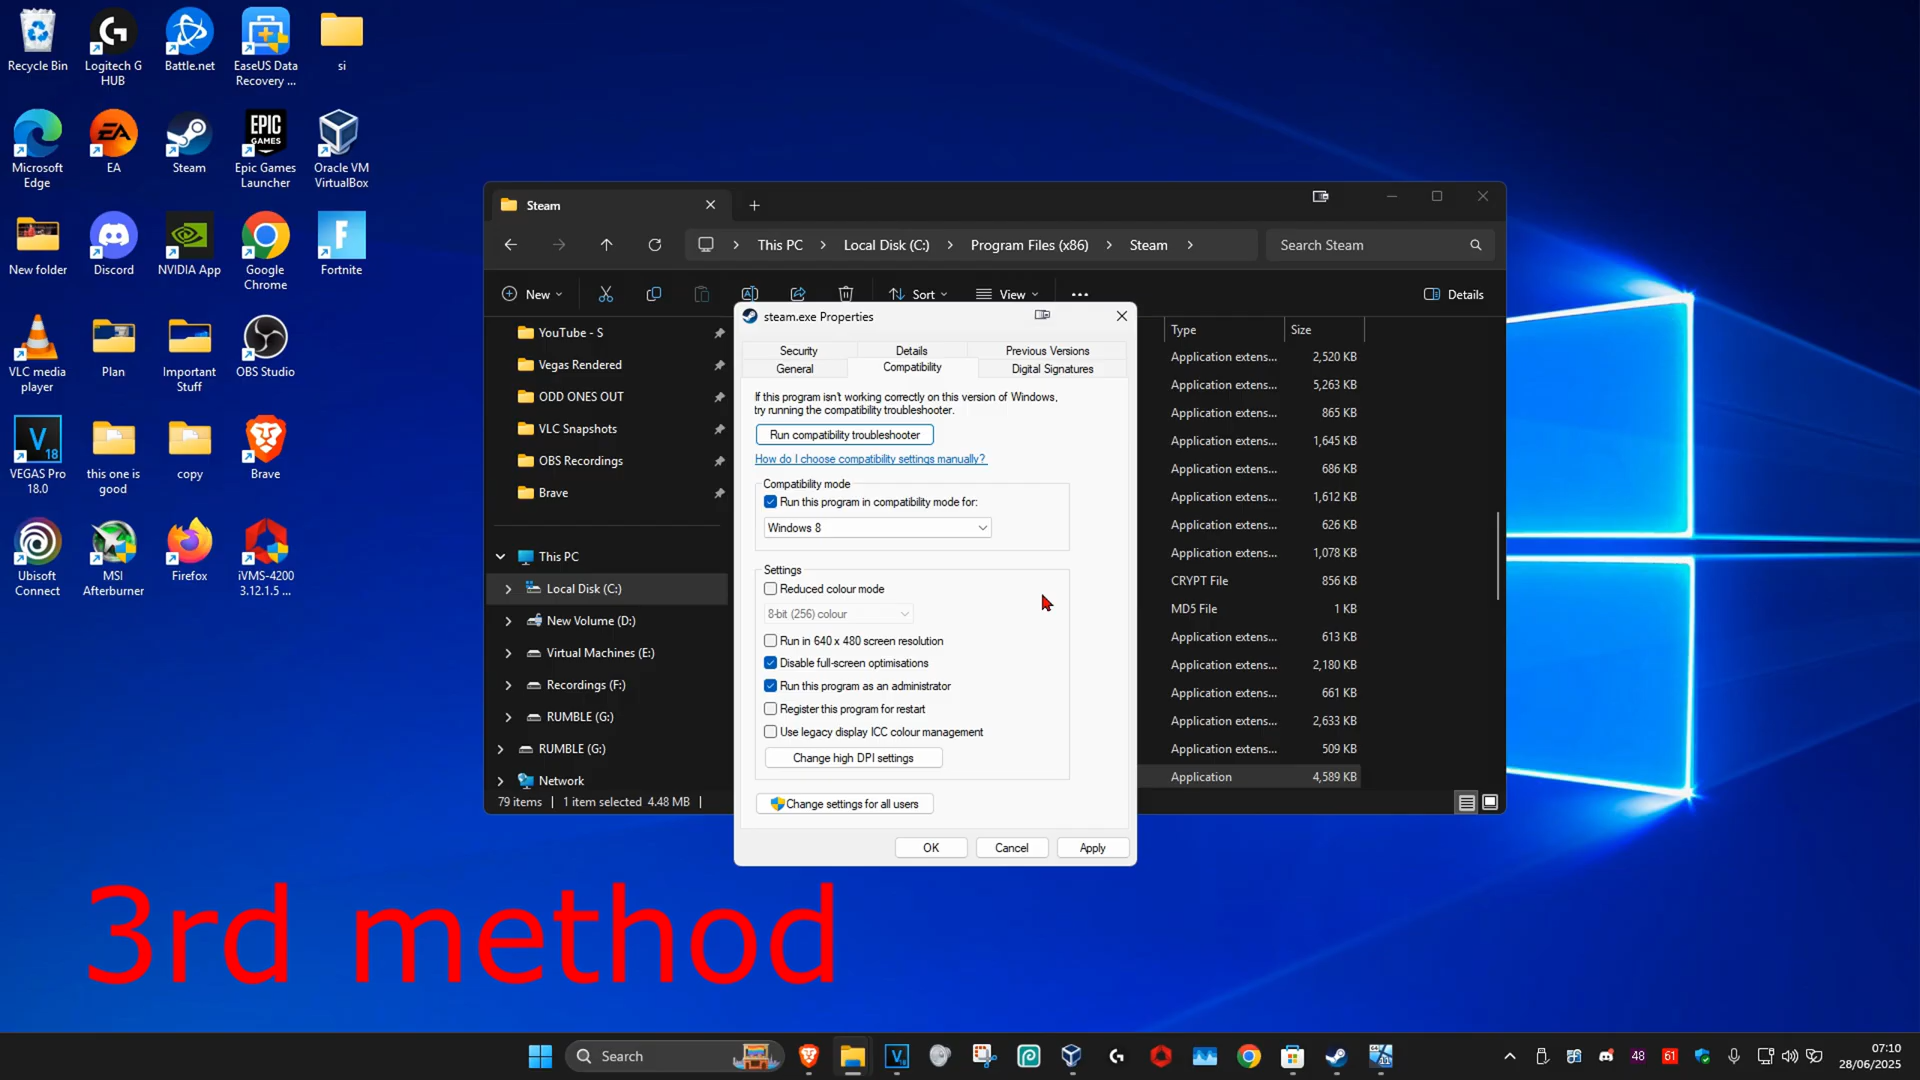 Recycle Bin
Logitech G
HUB
Battle.net
EaseUS Data
Recovery ...
si
Microsoft
Edge
EA
Steam
EPIC
GAMES
Epic Games
Launcher
Oracle VM
VirtualBox
New folder
Discord
NVIDIA App
Google
Chrome
Fortnite
VLC media
player
Plan
Important
Stuff
OBS Studio
VEGAS Pro
18.0
this one is
good
copy
Brave
Ubisoft
Connect
MSI
Afterburner
Firefox
iVMS-4200
3.12.1.5 ...
Steam
This PC
Local Disk (C:)
Program Files (x86)
Steam
Search Steam
New
Sort
View
Details
YouTube - S
Vegas Rendered
ODD ONES OUT
VLC Snapshots
OBS Recordings
Brave
This PC
Local Disk (C:)
New Volume (D:)
Virtual Machines (E:)
Recordings (F:)
RUMBLE (G:)
RUMBLE (G:)
Network
79 items
1 item selected 4.48 MB
steam.exe Properties
Security
Details
Previous Versions
General
Compatibility
Digital Signatures
If this program isn't working correctly on this version of Windows,
try running the compatibility troubleshooter.
Run compatibility troubleshooter
How do I choose compatibility settings manually?
Compatibility mode
Run this program in compatibility mode for:
Windows 8
Settings
Reduced colour mode
8-bit (256) colour
Run in 640 x 480 screen resolution
Disable full-screen optimisations
Run this program as an administrator
Register this program for restart
Use legacy display ICC colour management
Change high DPI settings
Change settings for all users
OK
Cancel
Apply
Type
Size
Application extens...
2,520 KB
Application extens...
5,263 KB
Application extens...
865 KB
Application extens...
1,645 KB
Application extens...
686 KB
Application extens...
1,612 KB
Application extens...
626 KB
Application extens...
1,078 KB
CRYPT File
856 KB
MD5 File
1 KB
Application extens...
613 KB
Application extens...
2,180 KB
Application extens...
661 KB
Application extens...
2,633 KB
Application extens...
509 KB
Application
4,589 KB
3rd method
Search
48
61
07:10
28/06/2025